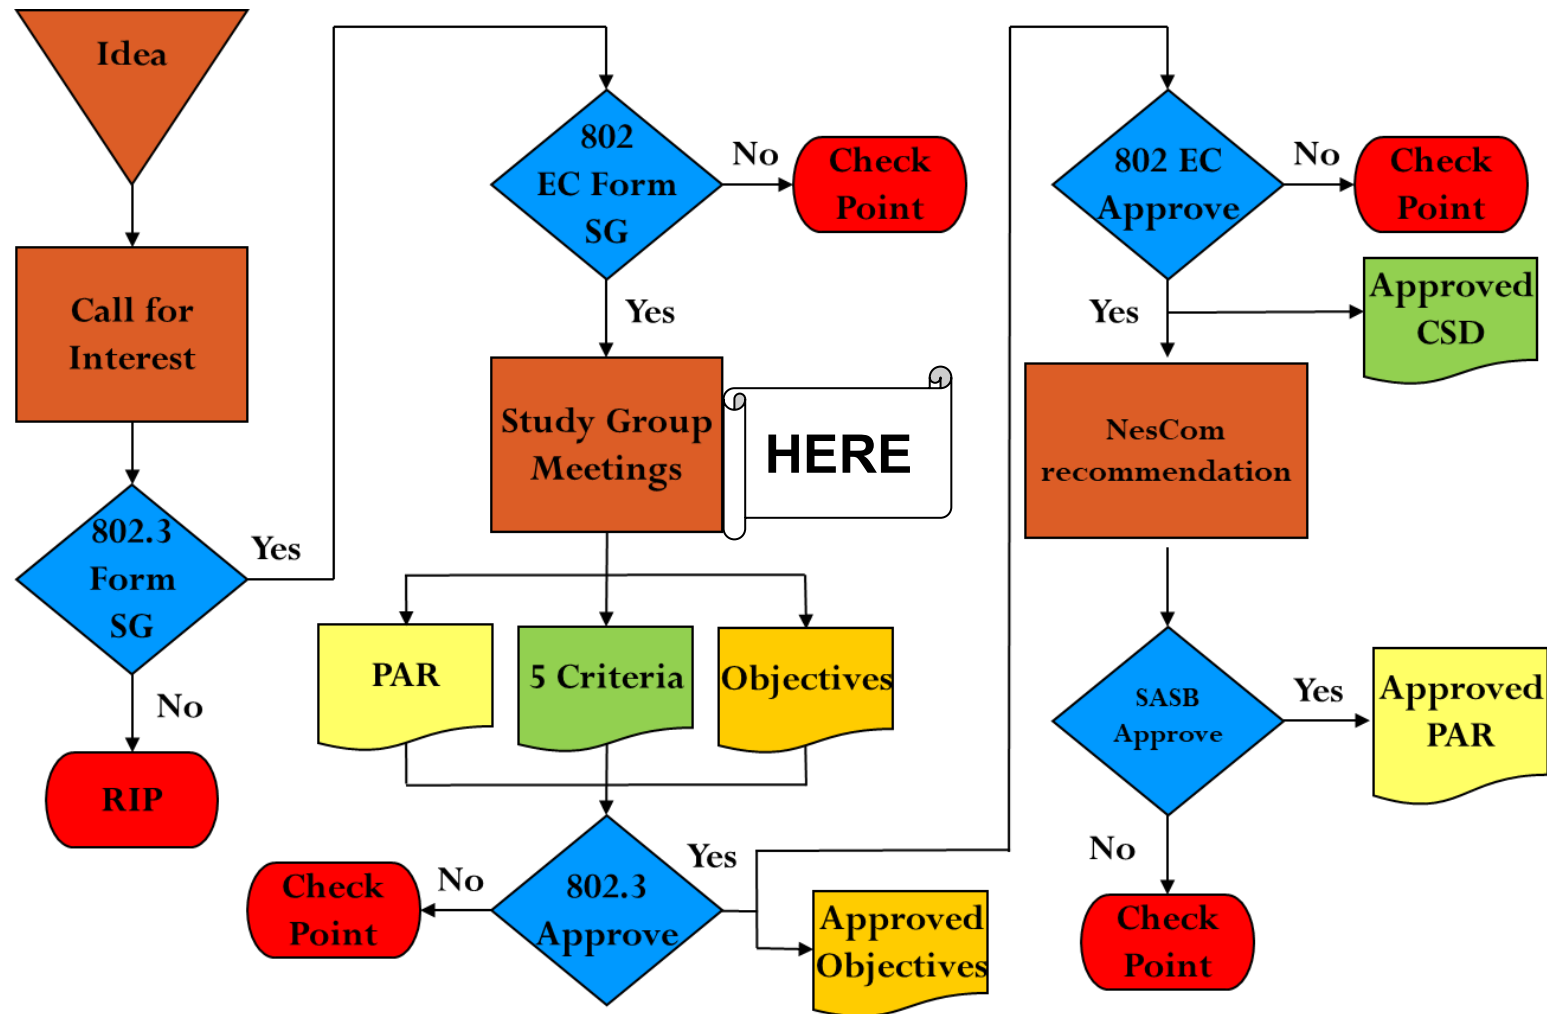 Idea
Call for
Interest
802.3
Form
SG
Yes
No
RIP
802
EC Form
SG
No
Check
Point
Yes
Study Group
Meetings
HERE
PAR
5 Criteria
Objectives
802.3
Approve
No
Check
Point
Yes
Approved
Objectives
802 EC
Approve
No
Check
Point
Yes
Approved
CSD
NesCom
recommendation
SASB
Approve
Yes
Approved
PAR
No
Check
Point